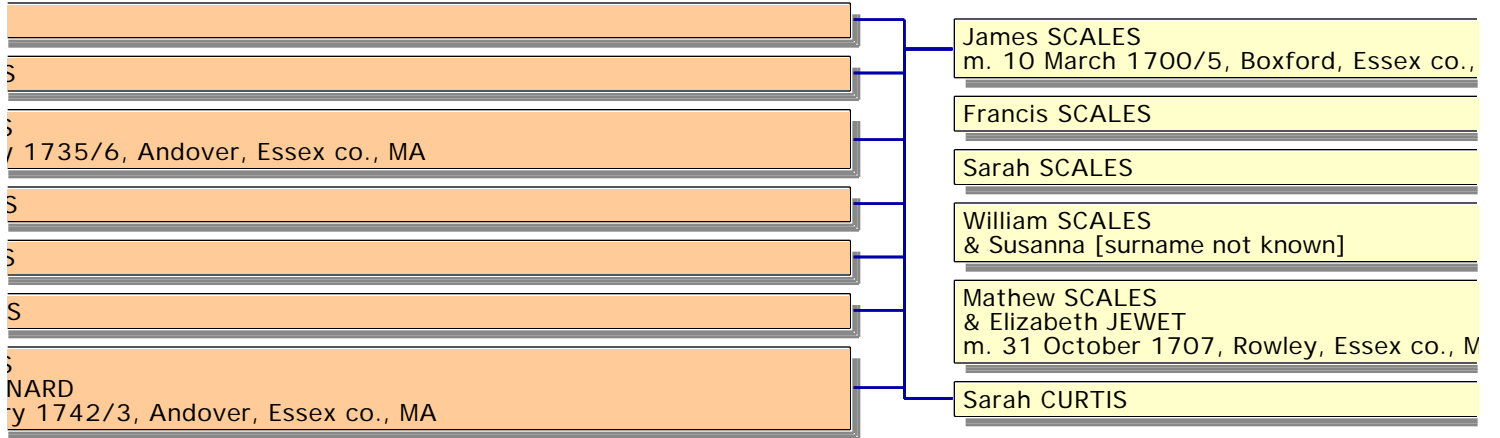 S
S
y 1735/6, Andover, Essex co., MA
S
S
S
S
NARD
ry 1742/3, Andover, Essex co., MA
James SCALES
m. 10 March 1700/5, Boxford, Essex co.,
Francis SCALES
Sarah SCALES
William SCALES
& Susanna [surname not known]
Mathew SCALES
& Elizabeth JEWET
m. 31 October 1707, Rowley, Essex co., M
Sarah CURTIS